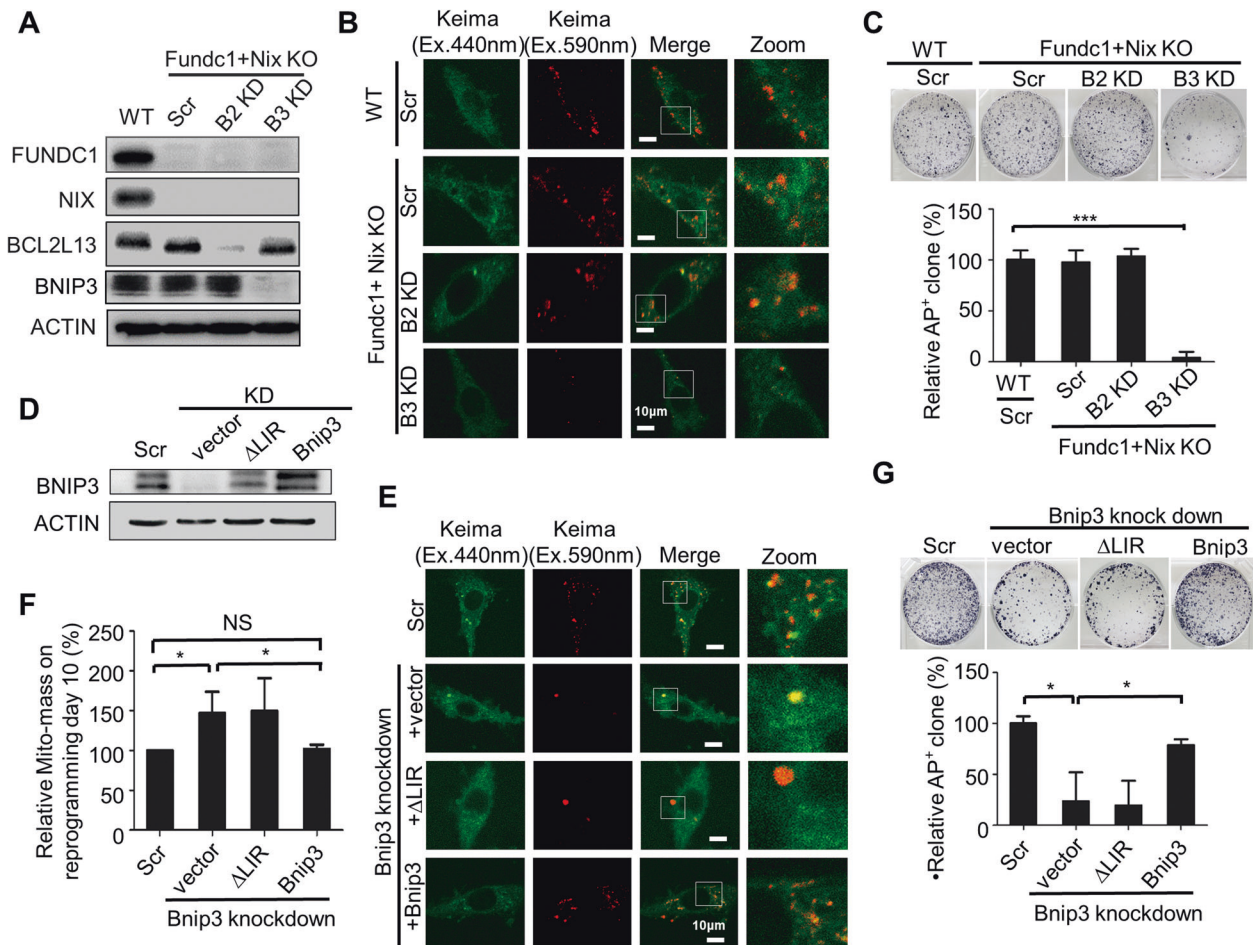 A
Fundc1+Nix KO
WT
Scr
B2 KD
B3 KD
FUNDC1
NIX
BCL2L13
BNIP3
ACTIN
B
Keima
(Ex.440nm)
Keima
(Ex.590nm)
Merge
Zoom
WT
Scr
Fundc1+ Nix KO
Scr
B2 KD
B3 KD
10μm
C
WT
Fundc1+Nix KO
Scr
Scr
B2 KD
B3 KD
Relative AP+ clone (%)
150
100
50
0
***
WT
Scr
B2 KD
B3 KD
Scr
Fundc1+Nix KO
D
KD
Scr
vector
ΔLIR
Bnip3
BNIP3
ACTIN
E
Keima
(Ex.440nm)
Keima
(Ex.590nm)
Merge
Zoom
Scr
Bnip3 knockdown
+vector
+ΔLIR
+Bnip3
10μm
F
Relative Mito-mass on
reprogramming day 10 (%)
250
200
150
100
50
0
NS
*
*
Scr
vector
ΔLIR
Bnip3
Bnip3 knockdown
G
Bnip3 knock down
Scr
vector
ΔLIR
Bnip3
•Relative AP+ clone (%)
150
100
50
0
*
*
Scr
vector
ΔLIR
Bnip3
Bnip3 knockdown